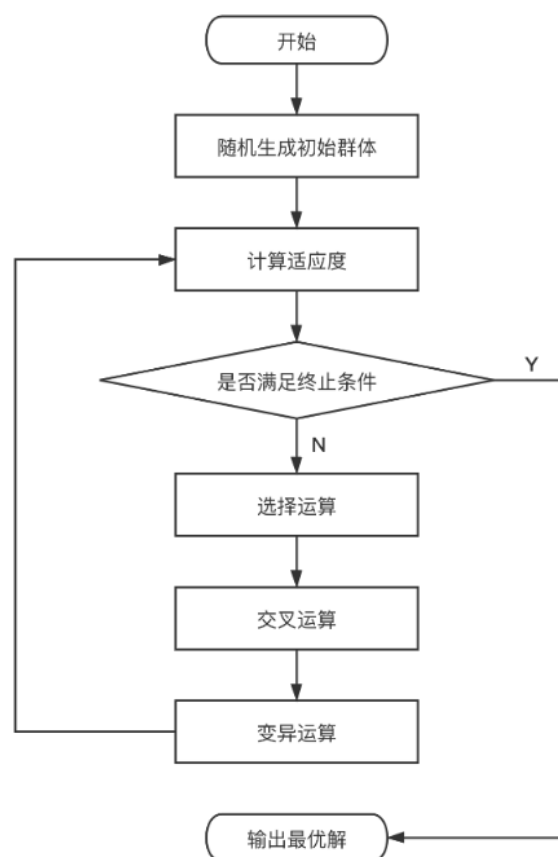 开始
随机生成初始群体
计算适应度
是否满足终止条件
Y
N
选择运算
交叉运算
变异运算
输出最优解